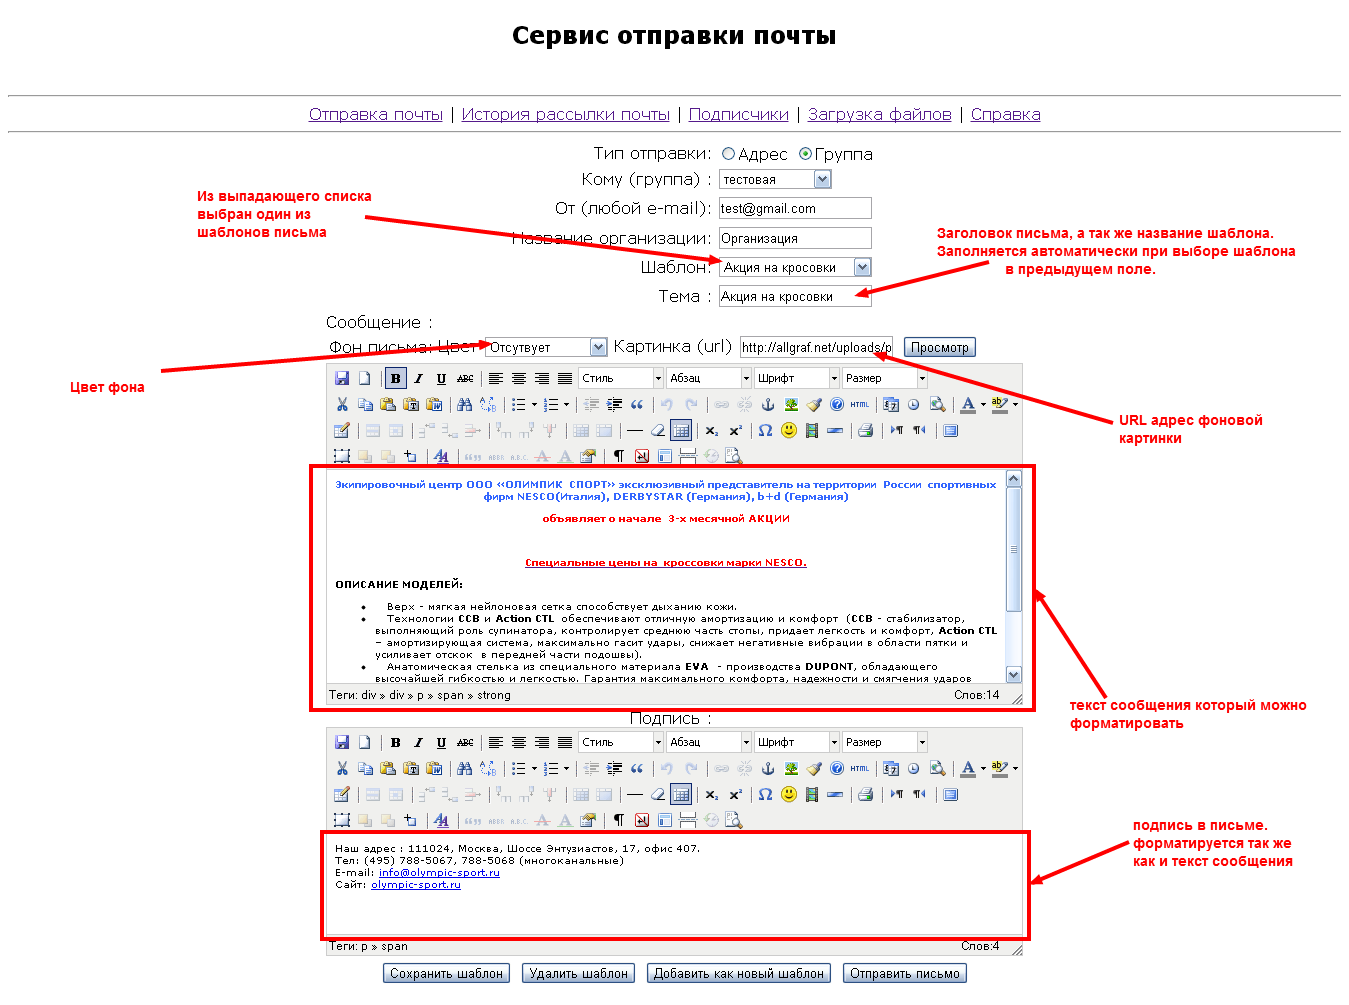 Сервис отправки почты
Отправка почты | История рассылки почты | Подписчики | Загрузка файлов | Справка
Тип отправки: Адрес Группа
Кому (группа) : тестовая
Из выпадающего списка
выбран один из
шаблонов письма
От (любой e-mail): test@gmail.com
Название организации: Организация
Заголовок письма, а так же название шаблона.
Заполняется автоматически при выборе шаблона
в предыдущем поле.
Шаблон: Акция на кросовки
Тема : Акция на кросовки
Сообщение :
Фон письма: Цвет Отсутвует Картинка (url) http://allgraf.net/uploads/p Просмотр
Цвет фона
URL адрес фоновой
картинки
B I U ABC Стиль Абзац Шрифт Размер
HTML
Экипировочный центр ООО «ОЛИМПИК СПОРТ» эксклюзивный представитель на территории России спортивных
фирм NESCO(Италия), DERBYSTAR (Германия), b+d (Германия)
объявляет о начале 3-х месячной АКЦИИ
Специальные цены на кроссовки марки NESCO.
ОПИСАНИЕ МОДЕЛЕЙ:
• Верх - мягкая нейлоновая сетка способствует дыханию кожи.
• Технологии CCB и Action CTL обеспечивают отличную амортизацию и комфорт (CCB - стабилизатор,
выполняющий роль супинатора, контролирует среднюю часть стопы, придает легкость и комфорт, Action CTL
– амортизирующая система, максимально гасит удары, снижает негативные вибрации в области пятки и
усиливает отскок в передней части подошвы).
• Анатомическая стелька из специального материала EVA - производства DUPONT, обладающего
высочайшей гибкостью и легкостью. Гарантия максимального комфорта, надежности и смягчения ударов
Теги: div » div » p » span » strong Слов:14
текст сообщения который можно
форматировать
Подпись :
B I U ABC Стиль Абзац Шрифт Размер
HTML
подпись в письме.
форматируется так же
как и текст сообщения
Наш адрес : 111024, Москва, Шоссе Энтузиастов, 17, офис 407.
Тел: (495) 788-5067, 788-5068 (многоканальные)
E-mail: info@olympic-sport.ru
Сайт: olympic-sport.ru
Теги: p » span Слов:4
Сохранить шаблон Удалить шаблон Добавить как новый шаблон Отправить письмо